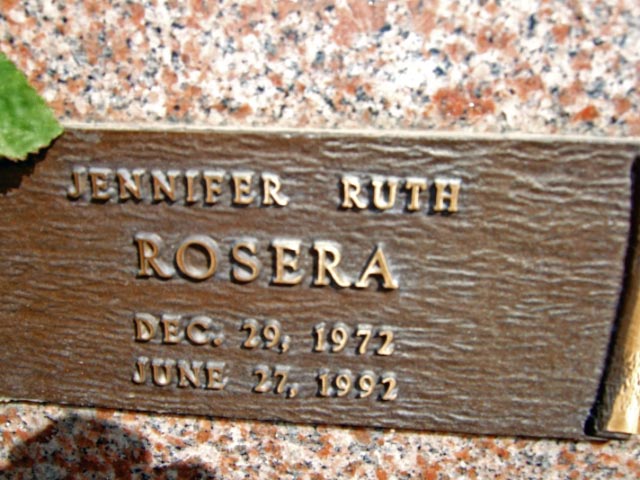 JENNIFER RUTH
ROSERA
DEC. 29, 1972
JUNE 27, 1992